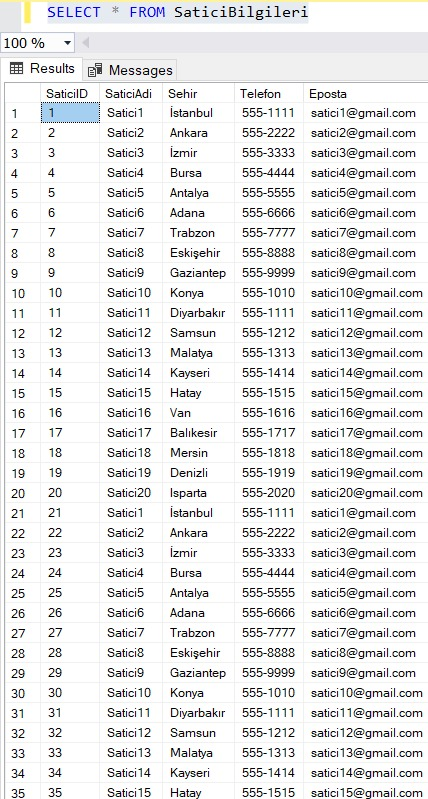 SELECT * FROM SaticiBilgileri
100 %
Results Messages
SaticiID SaticiAdi Sehir Telefon Eposta
1 1 Satici1 İstanbul 555-1111 satici1@gmail.com
2 2 Satici2 Ankara 555-2222 satici2@gmail.com
3 3 Satici3 İzmir 555-3333 satici3@gmail.com
4 4 Satici4 Bursa 555-4444 satici4@gmail.com
5 5 Satici5 Antalya 555-5555 satici5@gmail.com
6 6 Satici6 Adana 555-6666 satici6@gmail.com
7 7 Satici7 Trabzon 555-7777 satici7@gmail.com
8 8 Satici8 Eskişehir 555-8888 satici8@gmail.com
9 9 Satici9 Gaziantep 555-9999 satici9@gmail.com
10 10 Satici10 Konya 555-1010 satici10@gmail.com
11 11 Satici11 Diyarbakır 555-1111 satici11@gmail.com
12 12 Satici12 Samsun 555-1212 satici12@gmail.com
13 13 Satici13 Malatya 555-1313 satici13@gmail.com
14 14 Satici14 Kayseri 555-1414 satici14@gmail.com
15 15 Satici15 Hatay 555-1515 satici15@gmail.com
16 16 Satici16 Van 555-1616 satici16@gmail.com
17 17 Satici17 Balıkesir 555-1717 satici17@gmail.com
18 18 Satici18 Mersin 555-1818 satici18@gmail.com
19 19 Satici19 Denizli 555-1919 satici19@gmail.com
20 20 Satici20 Isparta 555-2020 satici20@gmail.com
21 21 Satici1 İstanbul 555-1111 satici1@gmail.com
22 22 Satici2 Ankara 555-2222 satici2@gmail.com
23 23 Satici3 İzmir 555-3333 satici3@gmail.com
24 24 Satici4 Bursa 555-4444 satici4@gmail.com
25 25 Satici5 Antalya 555-5555 satici5@gmail.com
26 26 Satici6 Adana 555-6666 satici6@gmail.com
27 27 Satici7 Trabzon 555-7777 satici7@gmail.com
28 28 Satici8 Eskişehir 555-8888 satici8@gmail.com
29 29 Satici9 Gaziantep 555-9999 satici9@gmail.com
30 30 Satici10 Konya 555-1010 satici10@gmail.com
31 31 Satici11 Diyarbakır 555-1111 satici11@gmail.com
32 32 Satici12 Samsun 555-1212 satici12@gmail.com
33 33 Satici13 Malatya 555-1313 satici13@gmail.com
34 34 Satici14 Kayseri 555-1414 satici14@gmail.com
35 35 Satici15 Hatay 555-1515 satici15@gmail.com